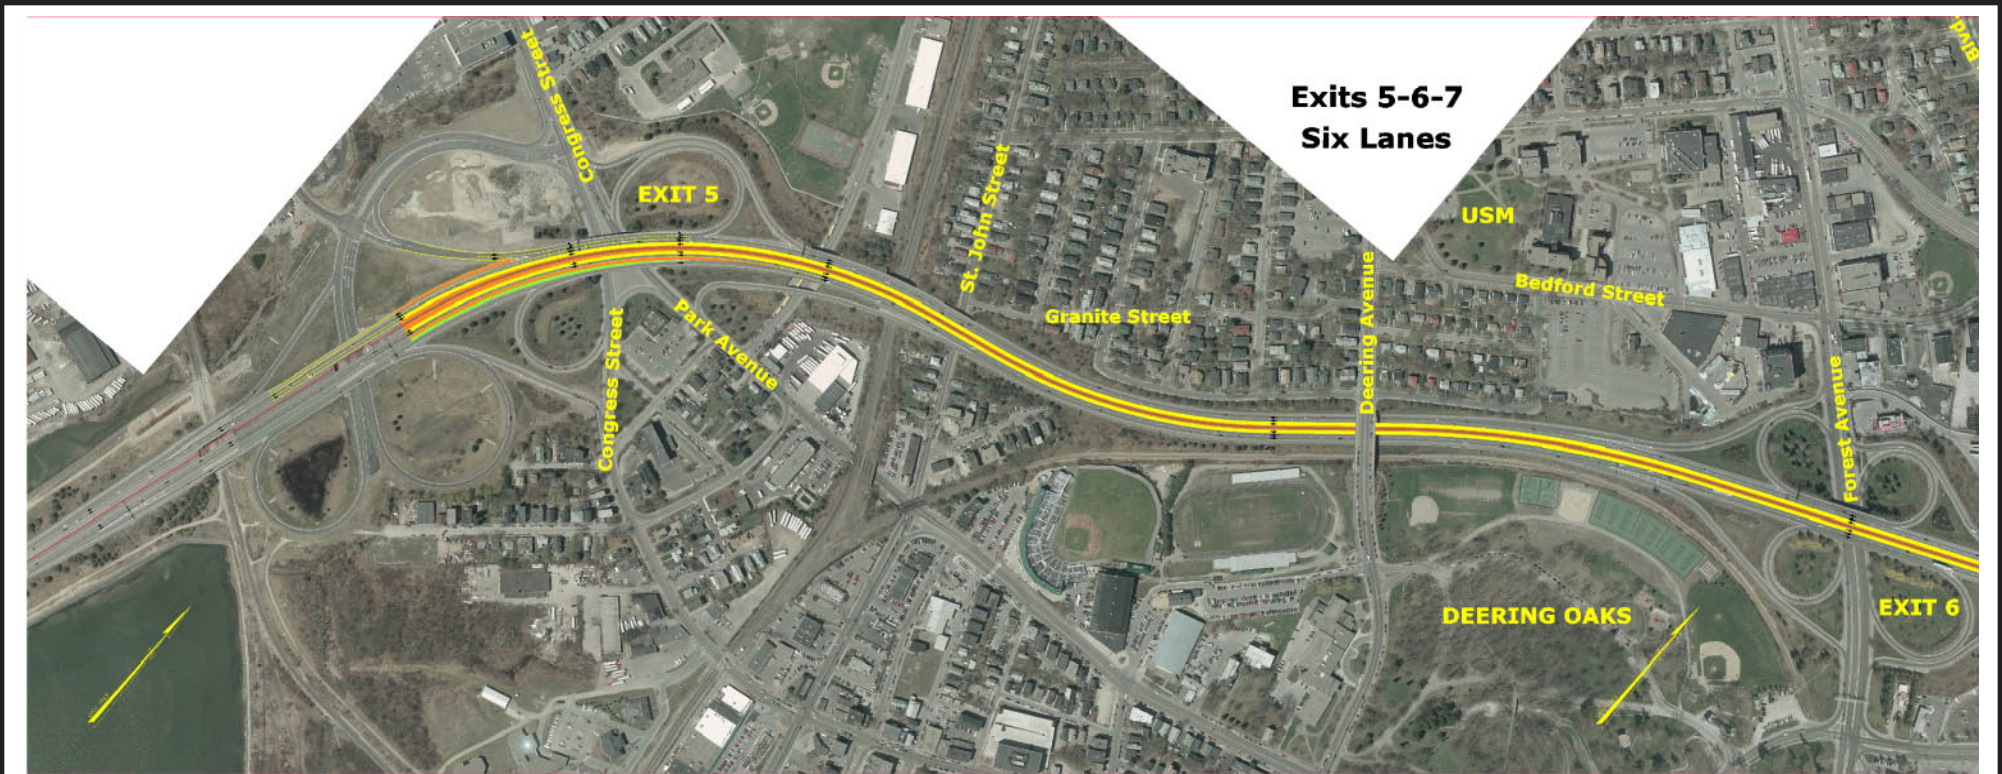 Congress Street
EXIT 5
St. John Street
Exits 5-6-7
Six Lanes
USM
Blvd.
Bedford Street
Granite Street
Deering Avenue
Park Avenue
Congress Street
Forest Avenue
DEERING OAKS
EXIT 6